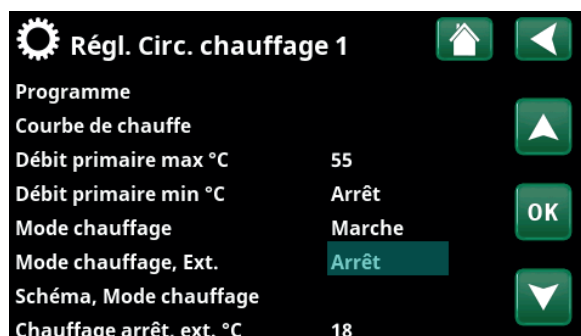 Régl. Circ. chauffage 1
Programme
Courbe de chauffe
Débit primaire max °C 55
Débit primaire min °C Arrêt
Mode chauffage Marche
OK
Mode chauffage, Ext. Arrêt
Schéma, Mode chauffage
Chauffage arrêt, ext. °C 18